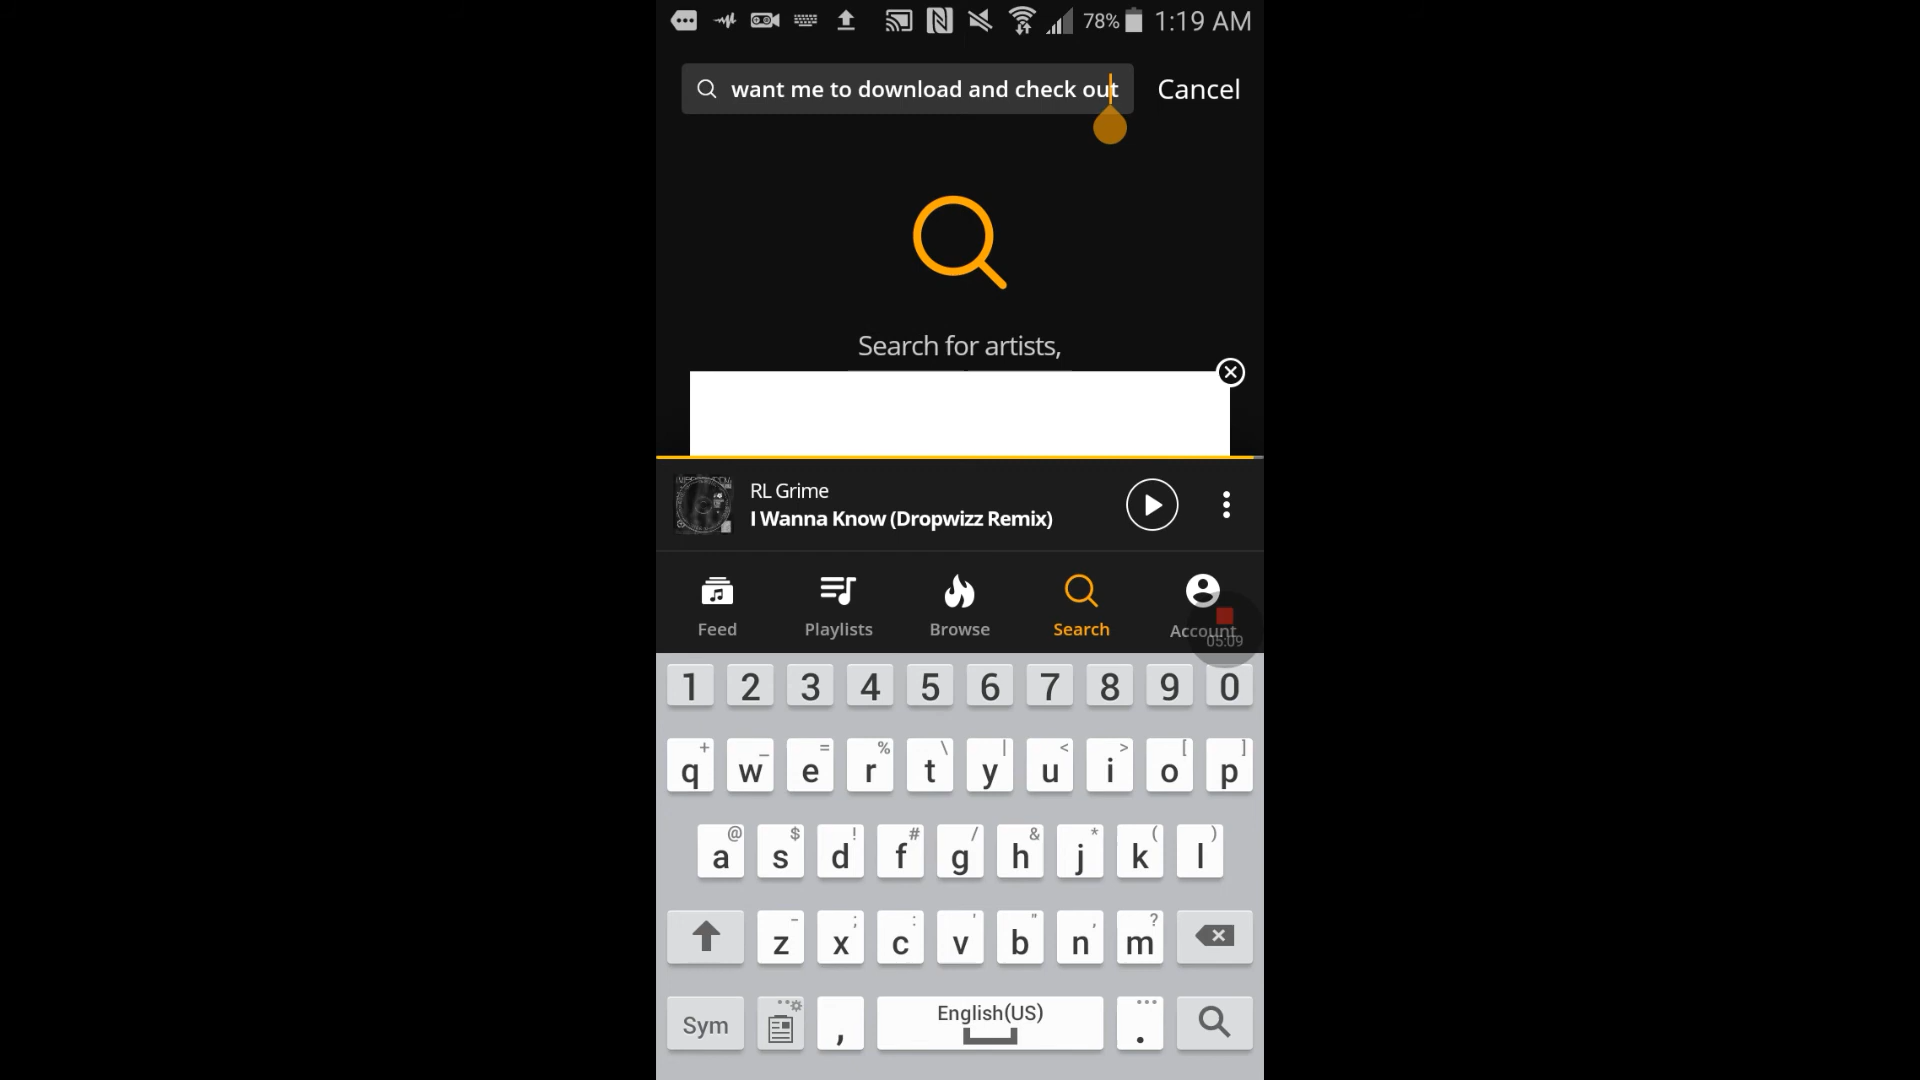 78% 1:19 AM
want me to download and check out Cancel
Search for artists,
RL Grime
I Wanna Know (Dropwizz Remix)
Feed Playlists Browse Search Account
05:09
1 2 3 4 5 6 7 8 9 0
+ _ = % \ | < > [ ]
q w e r t y u i o p
@ $ ! # / & * ( )
a s d f g h j k l
- ; : ' " , ?
z x c v b n m
Sym , English(US) .